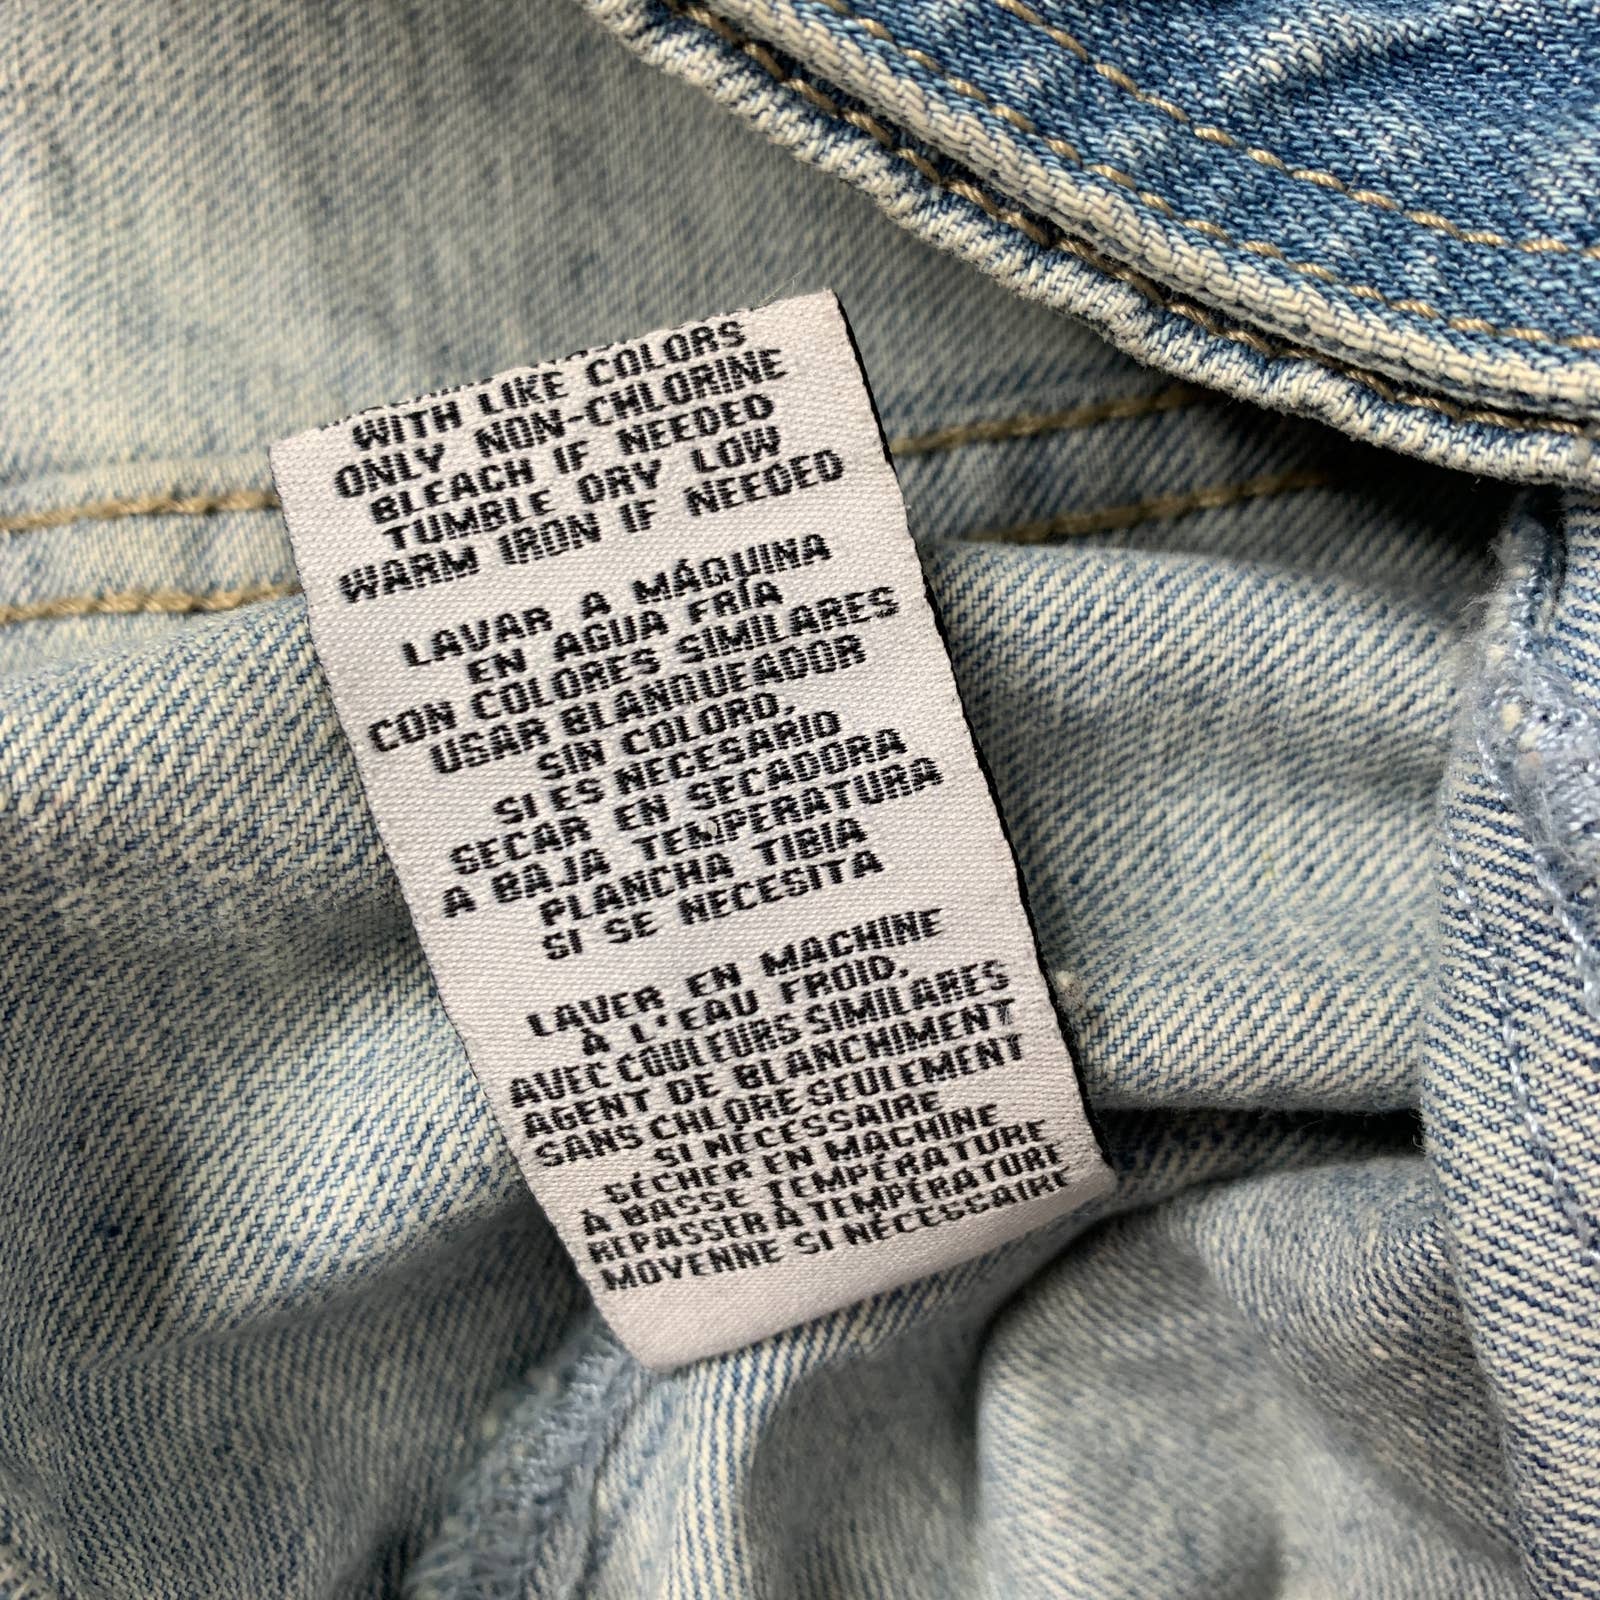 WITH LIKE COLORS
ONLY NON-CHLORINE
BLEACH IF NEEDED
TUMBLE DRY LOW
WARM IRON IF NEEDED
LAVAR A MÁQUINA
EN AGUA FRÍA
CON COLORES SIMILARES
USAR BLANQUEADOR
SIN COLORO,
SI ES NECESARIO
SECAR EN SECADORA
A BAJA TEMPERATURA
PLANCHA TIBIA
SI SE NECESITA
LAVER EN MACHINE
À L'EAU FROID,
AVEC COULEURS SIMILARES
AGENT DE BLANCHIMENT
SANS CHLORE SEULEMENT
SI NÉCESSAIRE
SÉCHER EN MACHINE
À BASSE TEMPÉRATURE
REPASSER À TEMPÉRATURE
MOYENNE SI NÉCESSAIRE